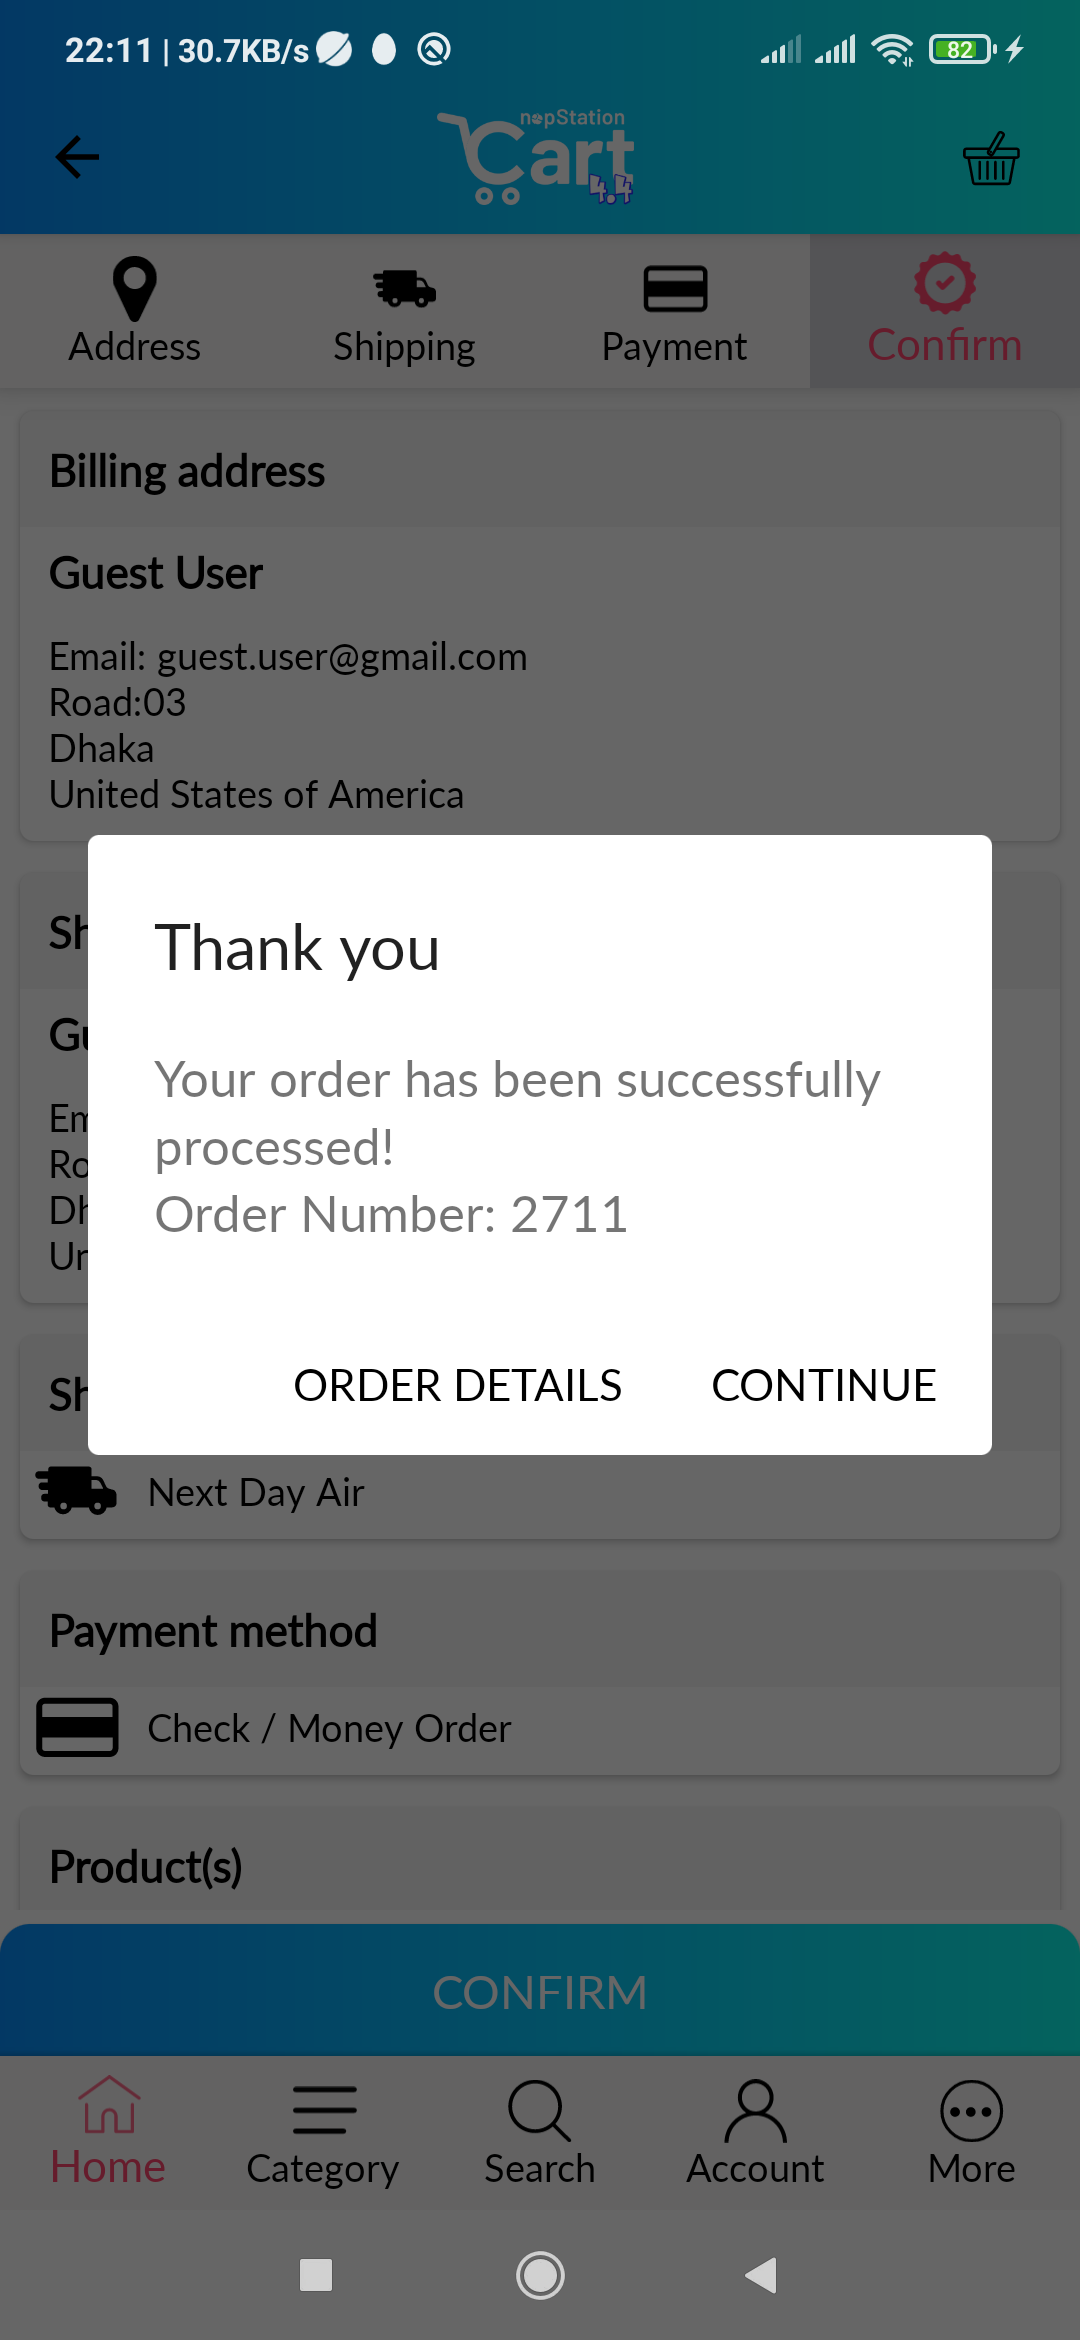 22:11 | 30.7KB/s
82
nopStation
Cart
4.4
Address
Shipping
Payment
Confirm
Billing address
Guest User
Email: guest.user@gmail.com
Road:03
Dhaka
United States of America
Sh
Gu
Em
Ro
Dh
Un
Thank you
Your order has been successfully
processed!
Order Number: 2711
ORDER DETAILS
CONTINUE
Sh
Next Day Air
Payment method
Check / Money Order
Product(s)
CONFIRM
Home
Category
Search
Account
More